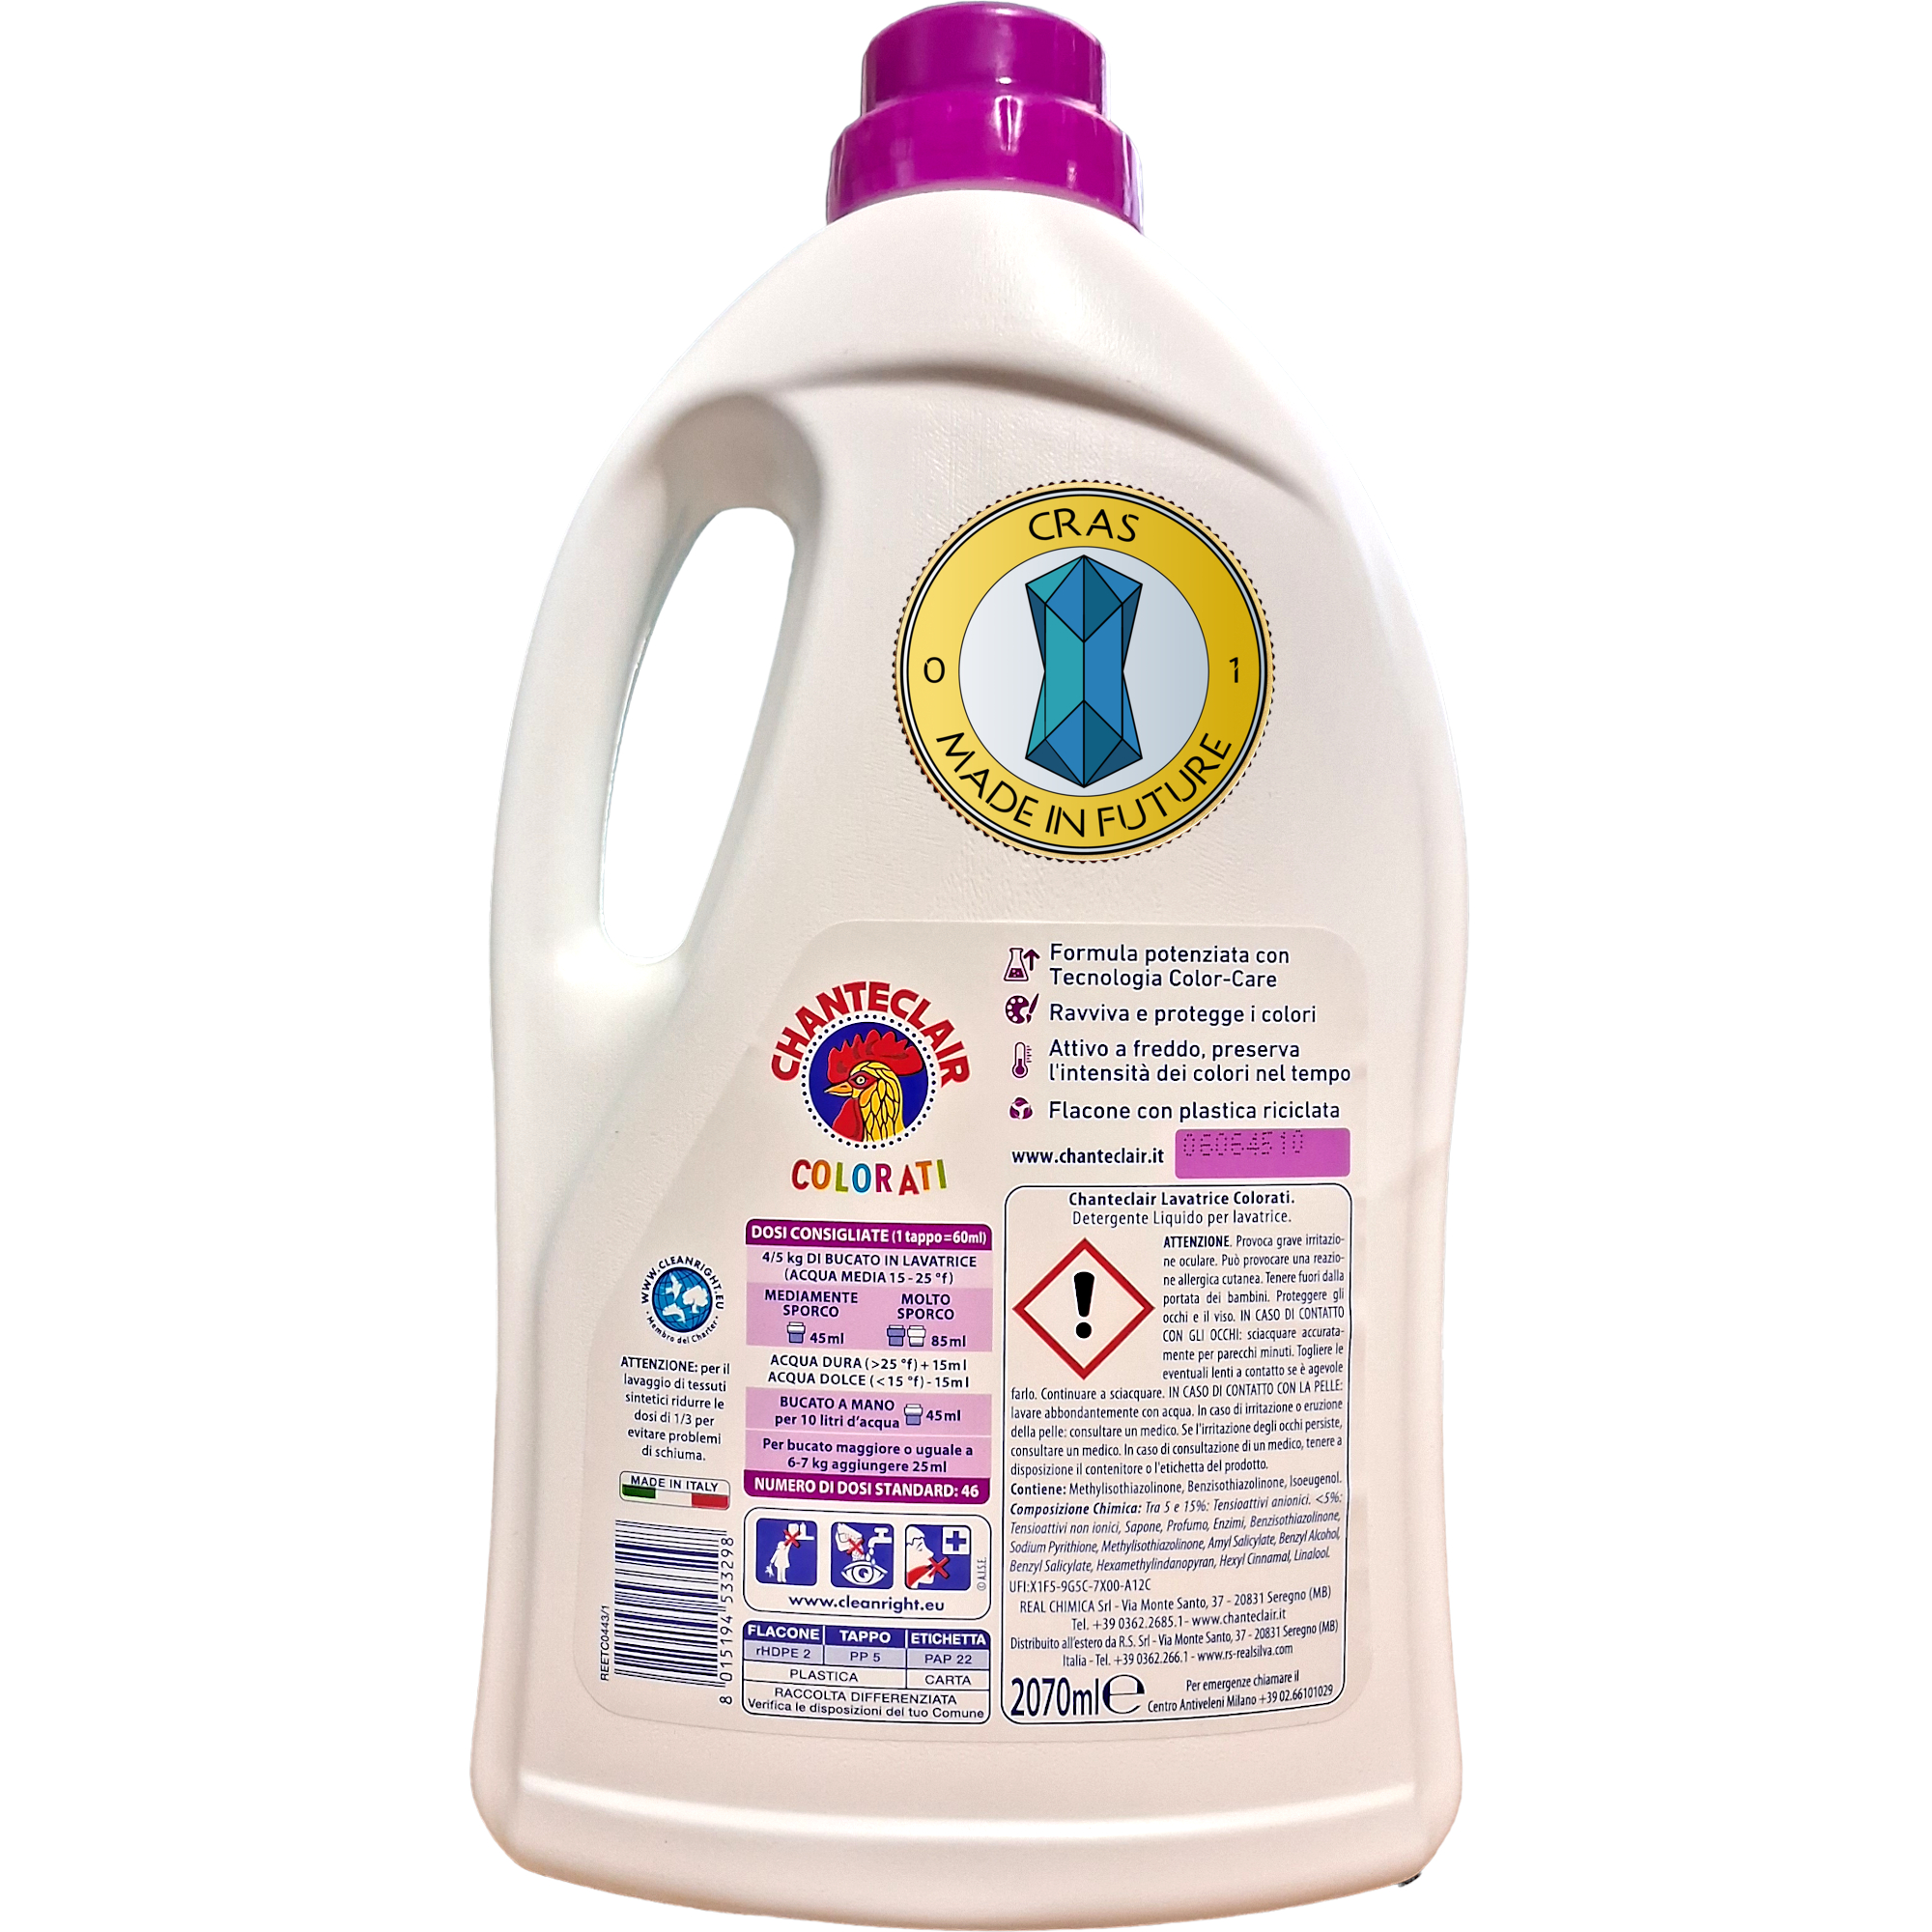 CRAS
0 1
MADE IN FUTURE
CHANTECLAIR
COLORATI
Formula potenziata con
Tecnologia Color-Care
Ravviva e protegge i colori
Attivo a freddo, preserva
l'intensità dei colori nel tempo
Flacone con plastica riciclata
www.chanteclair.it
06064510
WWW.CLEANRIGHT.EU
Membro del Charter
ATTENZIONE: per il
lavaggio di tessuti
sintetici ridurre le
dosi di 1/3 per
evitare problemi
di schiuma.
MADE IN ITALY
REETC0443/1
8 015194 533298
DOSI CONSIGLIATE (1 tappo=60ml)
4/5 kg DI BUCATO IN LAVATRICE
(ACQUA MEDIA 15 - 25 °f)
MEDIAMENTE SPORCO
45ml
MOLTO SPORCO
85ml
ACQUA DURA (>25 °f) + 15ml
ACQUA DOLCE (<15 °f) - 15ml
BUCATO A MANO
per 10 litri d'acqua 45ml
Per bucato maggiore o uguale a
6-7 kg aggiungere 25ml
NUMERO DI DOSI STANDARD: 46
© A.I.S.E.
www.cleanright.eu
FLACONE TAPPO ETICHETTA
rHDPE 2 PP 5 PAP 22
PLASTICA CARTA
RACCOLTA DIFFERENZIATA
Verifica le disposizioni del tuo Comune
Chanteclair Lavatrice Colorati.
Detergente Liquido per lavatrice.
ATTENZIONE. Provoca grave irritazio-
ne oculare. Può provocare una reazio-
ne allergica cutanea. Tenere fuori dalla
portata dei bambini. Proteggere gli
occhi e il viso. IN CASO DI CONTATTO
CON GLI OCCHI: sciacquare accurata-
mente per parecchi minuti. Togliere le
eventuali lenti a contatto se è agevole
farlo. Continuare a sciacquare. IN CASO DI CONTATTO CON LA PELLE:
lavare abbondantemente con acqua. In caso di irritazione o eruzione
della pelle: consultare un medico. Se l'irritazione degli occhi persiste,
consultare un medico. In caso di consultazione di un medico, tenere a
disposizione il contenitore o l'etichetta del prodotto.
Contiene: Methylisothiazolinone, Benzisothiazolinone, Isoeugenol.
Composizione Chimica: Tra 5 e 15%: Tensioattivi anionici. <5%:
Tensioattivi non ionici, Sapone, Profumo, Enzimi, Benzisothiazolinone,
Sodium Pyrithione, Methylisothiazolinone, Amyl Salicylate, Benzyl Alcohol,
Benzyl Salicylate, Hexamethylindanopyran, Hexyl Cinnamal, Linalool.
UFI:X1F5-9G5C-7X00-A12C
REAL CHIMICA Srl - Via Monte Santo, 37 - 20831 Seregno (MB)
Tel. +39 0362.2685.1- www.chanteclair.it
Distribuito all'estero da R.S. Srl - Via Monte Santo, 37 - 20831 Seregno (MB)
Italia - Tel. +39 0362.266.1 - www.rs-realsilva.com
2070ml e
Per emergenze chiamare il
Centro Antiveleni Milano +39 02.66101029